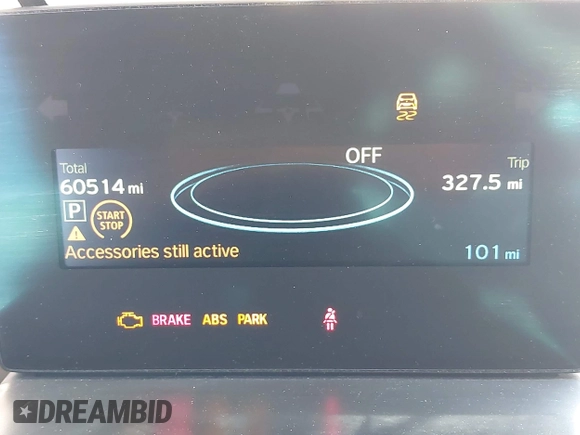 OFF
Total
Trip
60514 mi
327.5 mi
P
START
STOP
Accessories still active
101 mi
BRAKE ABS PARK
DREAMBID